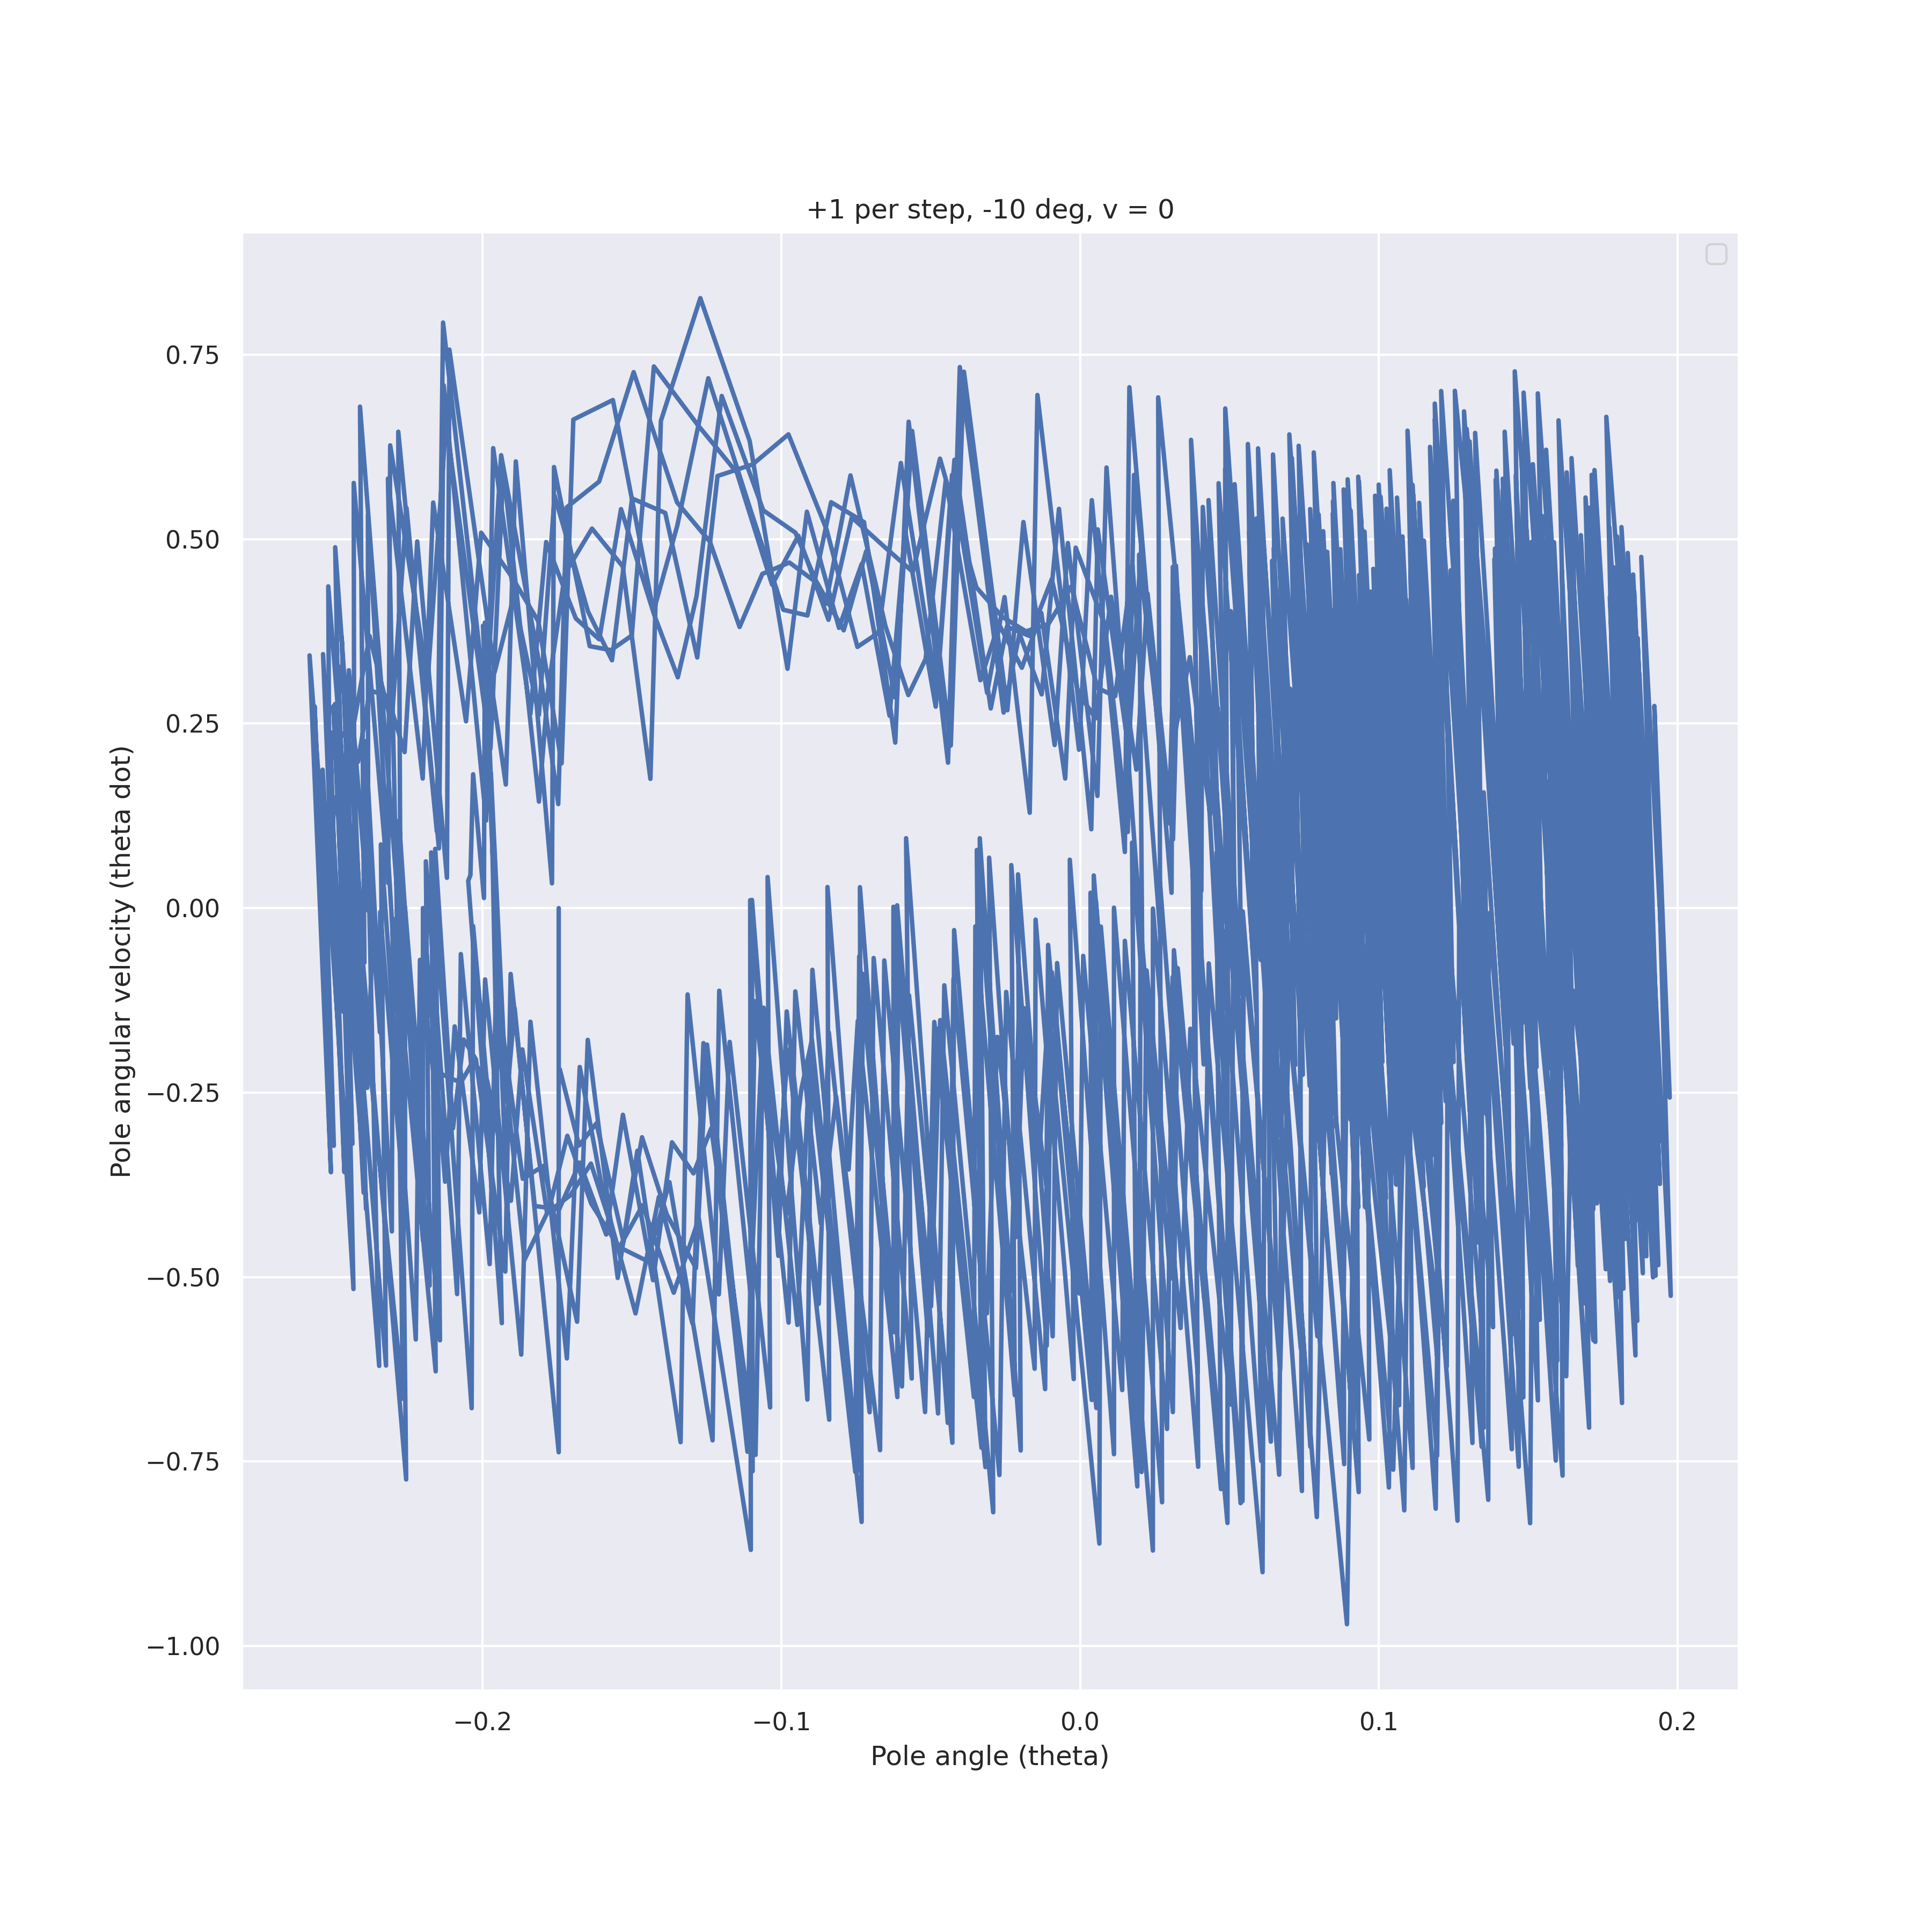 +1 per step, -10 deg, v = 0
Pole angular velocity (theta dot)
0.75
0.50
0.25
0.00
−0.25
−0.50
−0.75
−1.00
−0.2 −0.1 0.0 0.1 0.2
Pole angle (theta)